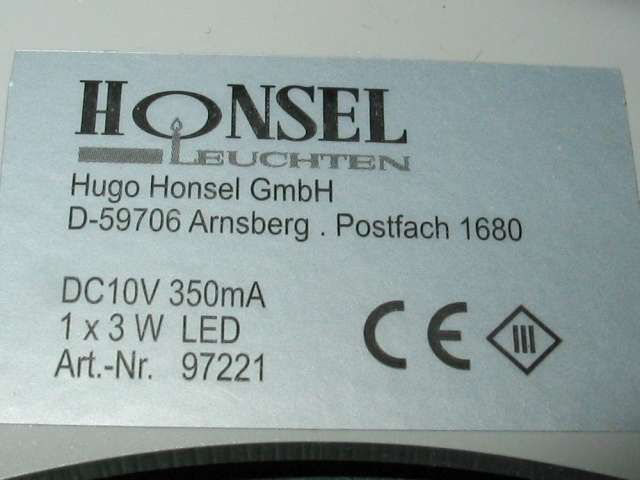 HONSEL
LEUCHTEN
Hugo Honsel GmbH
D-59706 Arnsberg . Postfach 1680
DC10V 350mA
1 x 3 W LED
Art.-Nr. 97221
CE III